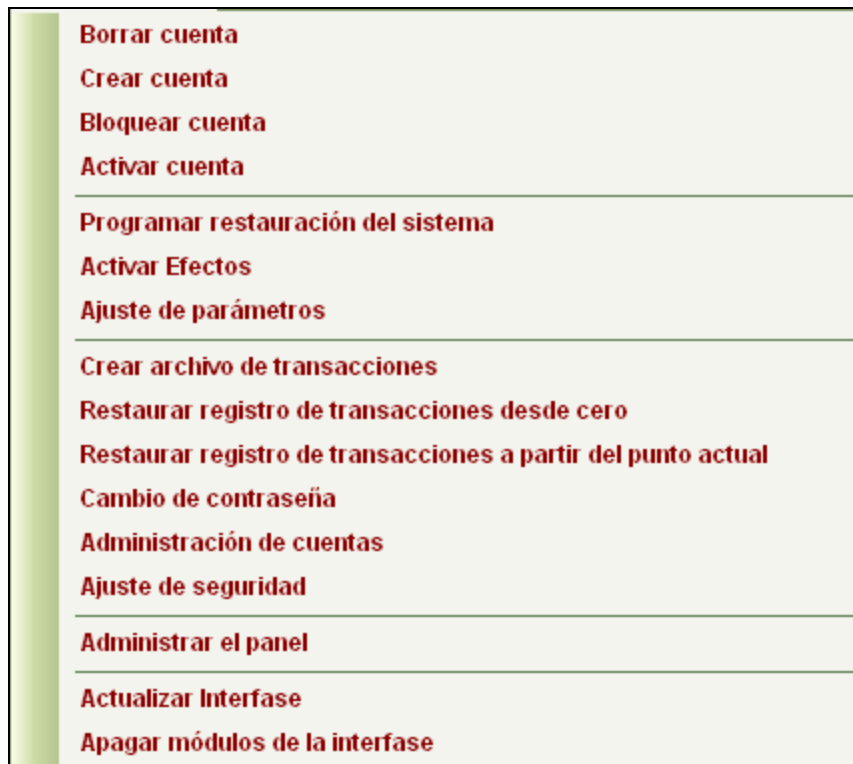 Borrar cuenta
Crear cuenta
Bloquear cuenta
Activar cuenta
Programar restauración del sistema
Activar Efectos
Ajuste de parámetros
Crear archivo de transacciones
Restaurar registro de transacciones desde cero
Restaurar registro de transacciones a partir del punto actual
Cambio de contraseña
Administración de cuentas
Ajuste de seguridad
Administrar el panel
Actualizar Interfase
Apagar módulos de la interfase